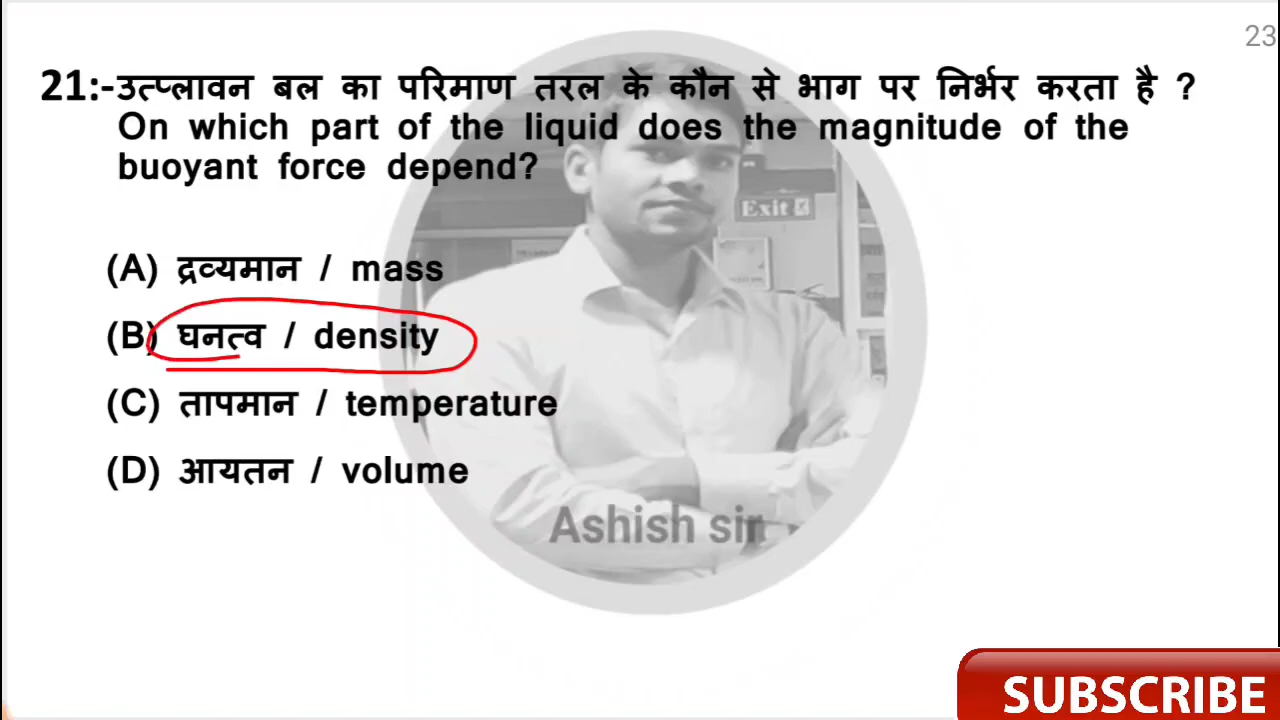 23
21:-उत्प्लावन बल का परिमाण तरल के कौन से भाग पर निर्भर करता है ?
On which part of the liquid does the magnitude of the
buoyant force depend?
Exit
(A) द्रव्यमान / mass
(B) घनत्व / density
(C) तापमान / temperature
(D) आयतन / volume
Ashish sir
SUBSCRIBE